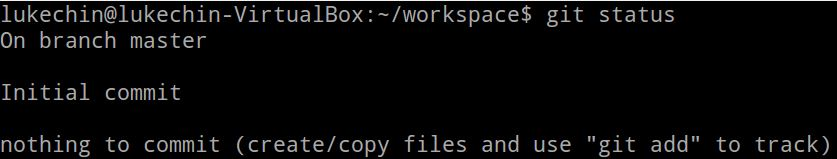 lukechin@lukechin-VirtualBox:~/workspace$ git status
On branch master
Initial commit
nothing to commit (create/copy files and use "git add" to track)